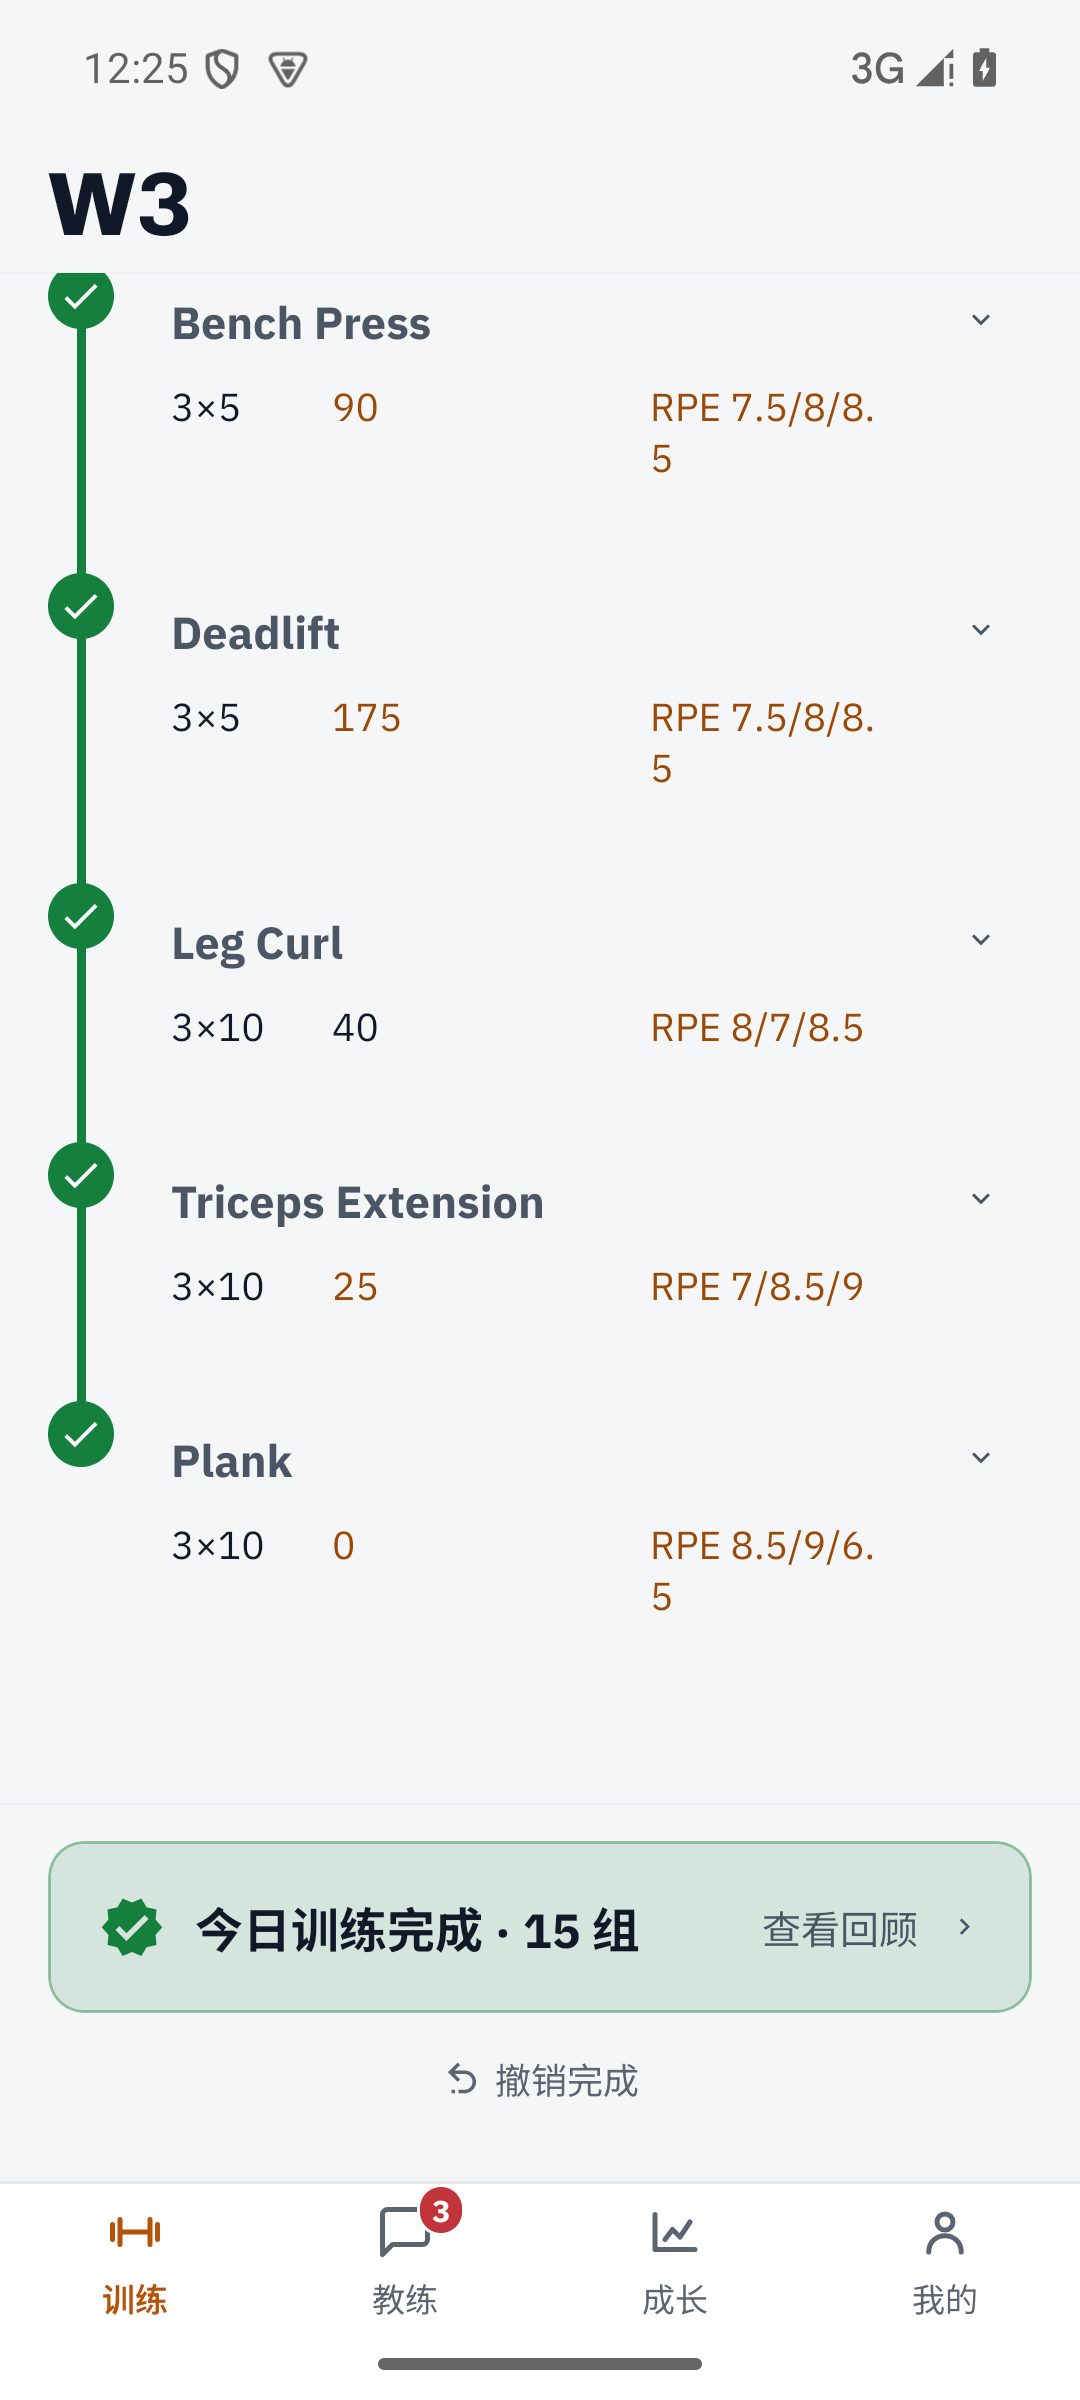 12:25
3G
W3
Bench Press
3×5 90 RPE 7.5/8/8.
5
Deadlift
3×5 175 RPE 7.5/8/8.
5
Leg Curl
3×10 40 RPE 8/7/8.5
Triceps Extension
3×10 25 RPE 7/8.5/9
Plank
3×10 0 RPE 8.5/9/6.
5
今日训练完成 · 15 组 查看回顾
撤销完成
3
训练 教练 成长 我的